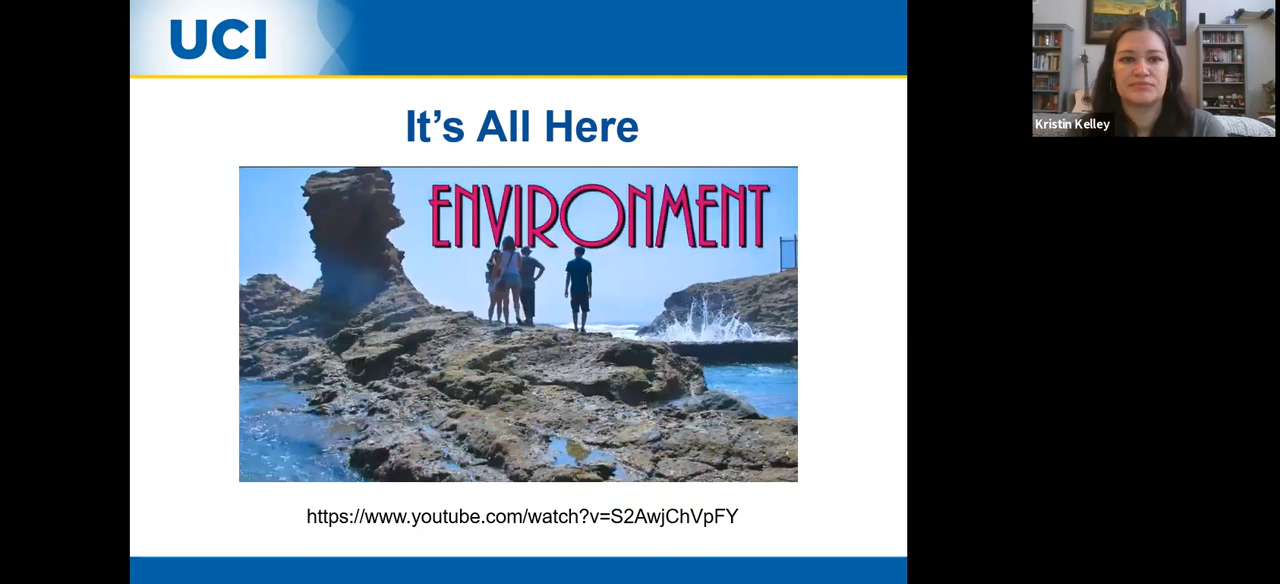 UCI
It's All Here
ENVIRONMENT
https://www.youtube.com/watch?v=S2AwjChVpFY
Kristin Kelley